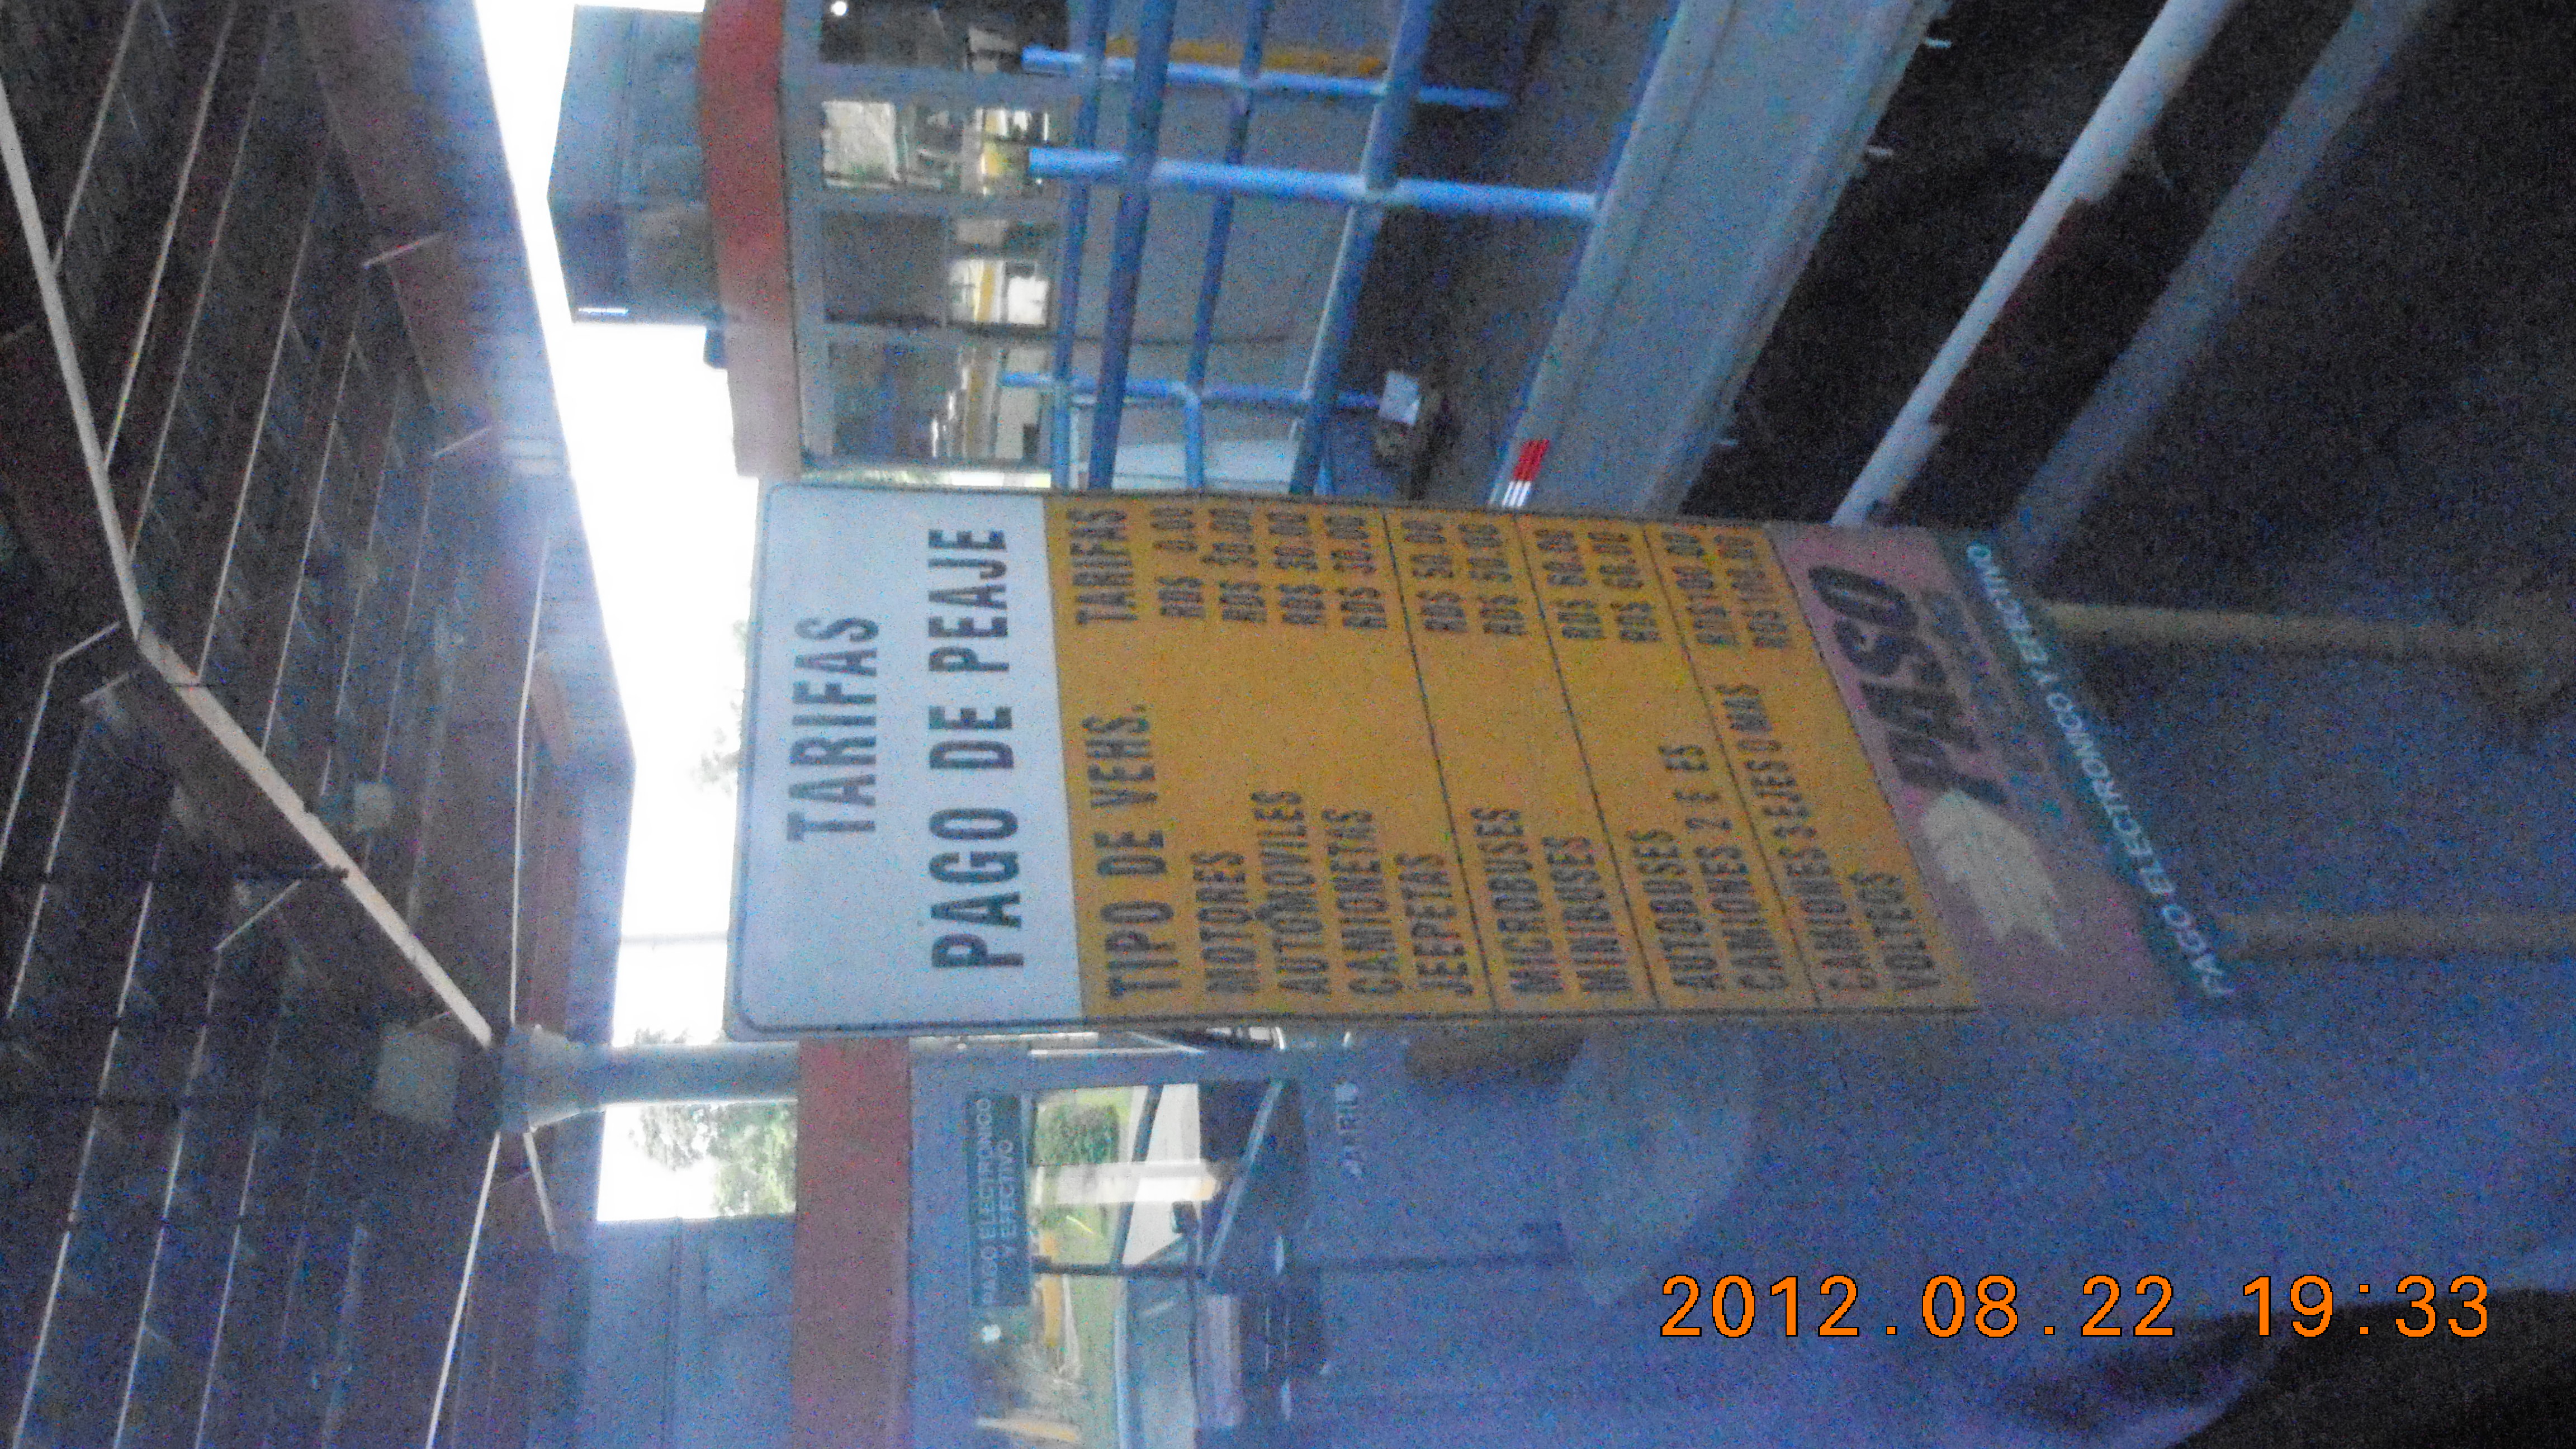 TARIFAS
PAGO DE PEAJE
TIPO DE VEHS. TARIFAS
MOTORES RD$ 0.00
AUTOMOVILES RD$ 30.00
CAMIONETAS RD$ 30.00
JEEPETAS RD$ 30.00
MICROBUSES RD$ 50.00
MINIBUSES RD$ 50.00
AUTOBUSES RD$ 60.00
CAMIONES 2 E ES RD$ 60.00
CAMIONES 3 EJES O MAS RD$ 100.00
VOLTEOS RD$ 100.00
PASO
PAGO ELECTRONICO Y EFECTIVO
PAGO ELECTRONICO
Y EFECTIVO
2012.08.22 19:33